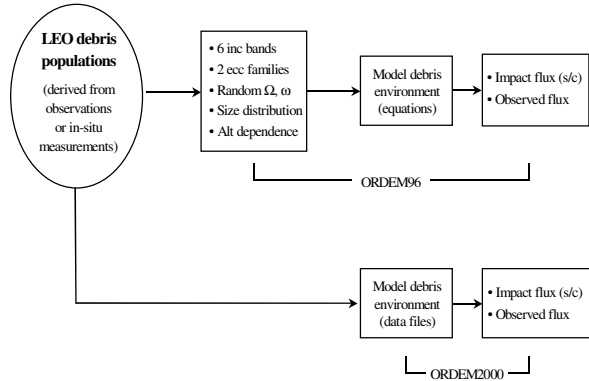 LEO debris
populations
(derived from
observations
or in-situ
measurements)
• 6 inc bands
• 2 ecc families
• Random Ω, ω
• Size distribution
• Alt dependence
Model debris
environment
(equations)
• Impact flux (s/c)
• Observed flux
ORDEM96
Model debris
environment
(data files)
• Impact flux (s/c)
• Observed flux
ORDEM2000